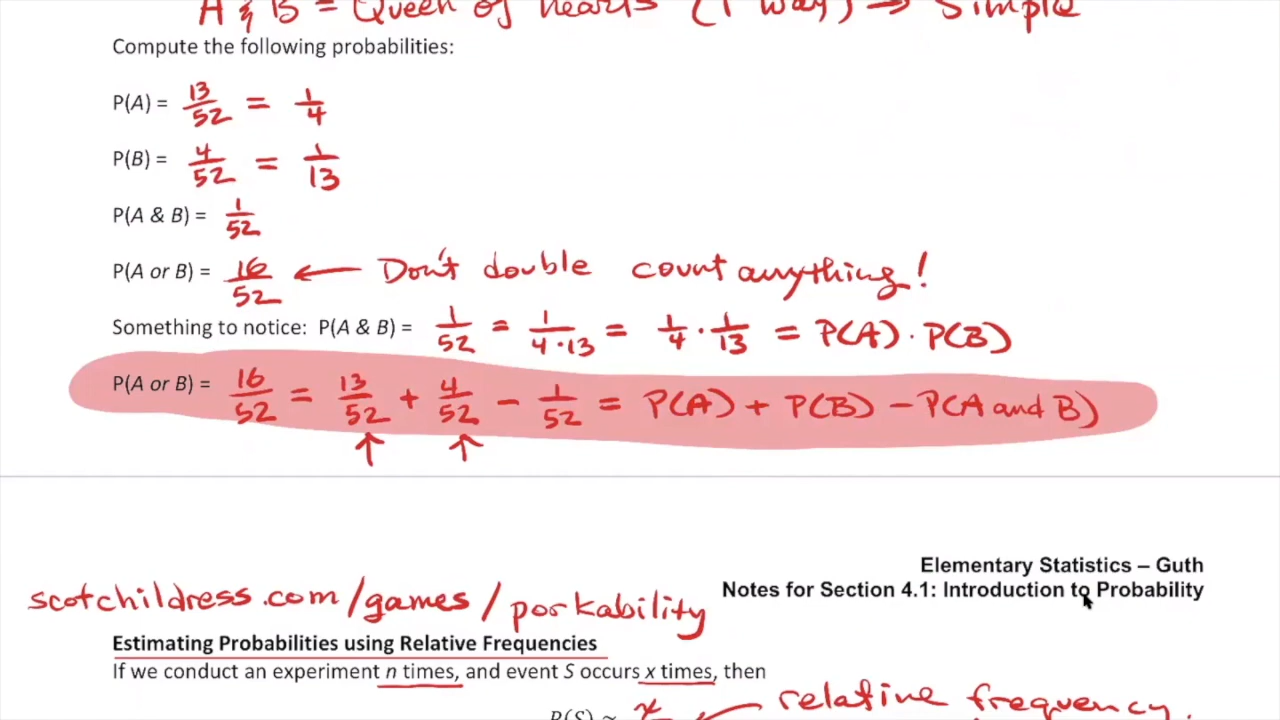 A & B = Queen of hearts (1 way) → Simple
Compute the following probabilities:
P(A) = 13/52 = 1/4
P(B) = 4/52 = 1/13
P(A & B) = 1/52
P(A or B) = 16/52 ← Don't double count anything!
Something to notice: P(A & B) = 1/52 = 1/4·13 = 1/4 · 1/13 = P(A) · P(B)
P(A or B) = 16/52 = 13/52 + 4/52 - 1/52 = P(A) + P(B) - P(A and B)
↑ ↑
Elementary Statistics – Guth
Notes for Section 4.1: Introduction to Probability
scotchildress.com/games/porkability
Estimating Probabilities using Relative Frequencies
If we conduct an experiment n times, and event S occurs x times, then
P(S) ≈ x ← relative frequency